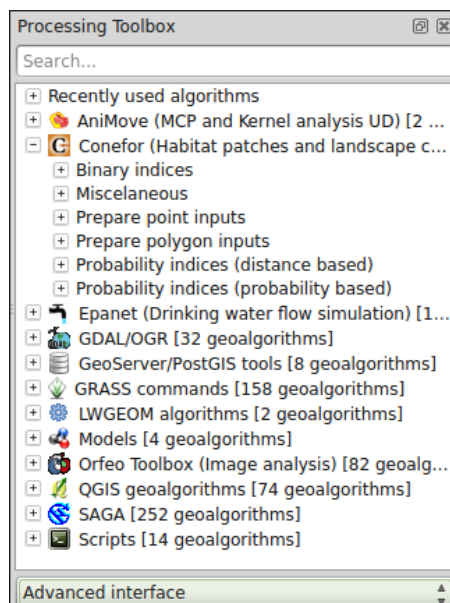 Processing Toolbox
Search...
Recently used algorithms
AniMove (MCP and Kernel analysis UD) [2 ...
Conefor (Habitat patches and landscape c...
Binary indices
Miscelaneous
Prepare point inputs
Prepare polygon inputs
Probability indices (distance based)
Probability indices (probability based)
Epanet (Drinking water flow simulation) [1...
GDAL/OGR [32 geoalgorithms]
GeoServer/PostGIS tools [8 geoalgorithms]
GRASS commands [158 geoalgorithms]
LWGEOM algorithms [2 geoalgorithms]
Models [4 geoalgorithms]
Orfeo Toolbox (Image analysis) [82 geoalg...
QGIS geoalgorithms [74 geoalgorithms]
SAGA [252 geoalgorithms]
Scripts [14 geoalgorithms]
Advanced interface